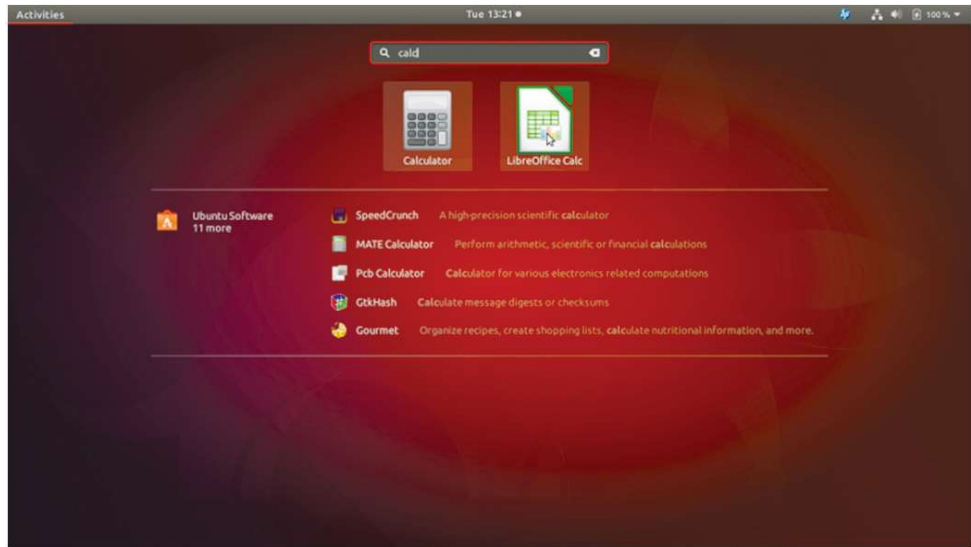 Activities
Tue 13:21
100 %
calc
Calculator
LibreOffice Calc
Ubuntu Software
11 more
SpeedCrunch A high-precision scientific calculator
MATE Calculator Perform arithmetic, scientific or financial calculations
Pcb Calculator Calculator for various electronics related computations
GtkHash Calculate message digests or checksums
Gourmet Organize recipes, create shopping lists, calculate nutritional information, and more.